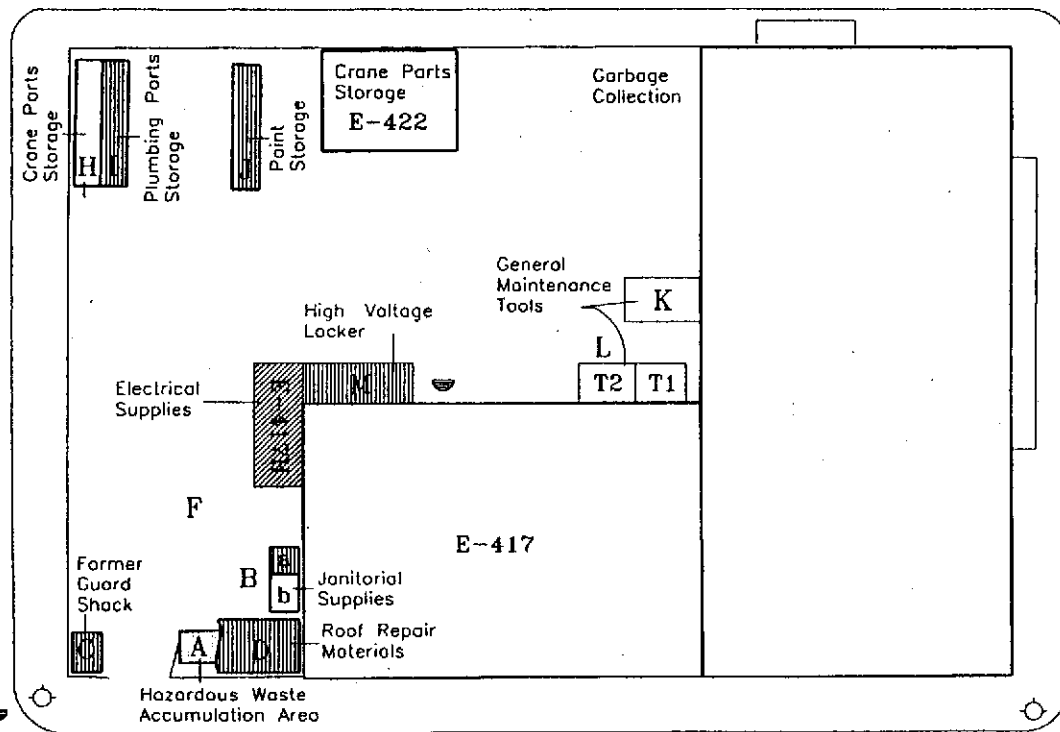 Crane Parts
Storage
H
I
Plumbing Parts
Storage
J
Paint
Storage
Crane Parts
Storage
E-422
Garbage
Collection
General
Maintenance
Tools
K
L
T2
T1
High Voltage
Locker
M
Electrical
Supplies
F
E-417
a
B
b
Janitorial
Supplies
Former
Guard
Shack
C
A
D
Roof Repair
Materials
Hazardous Waste
Accumulation Area